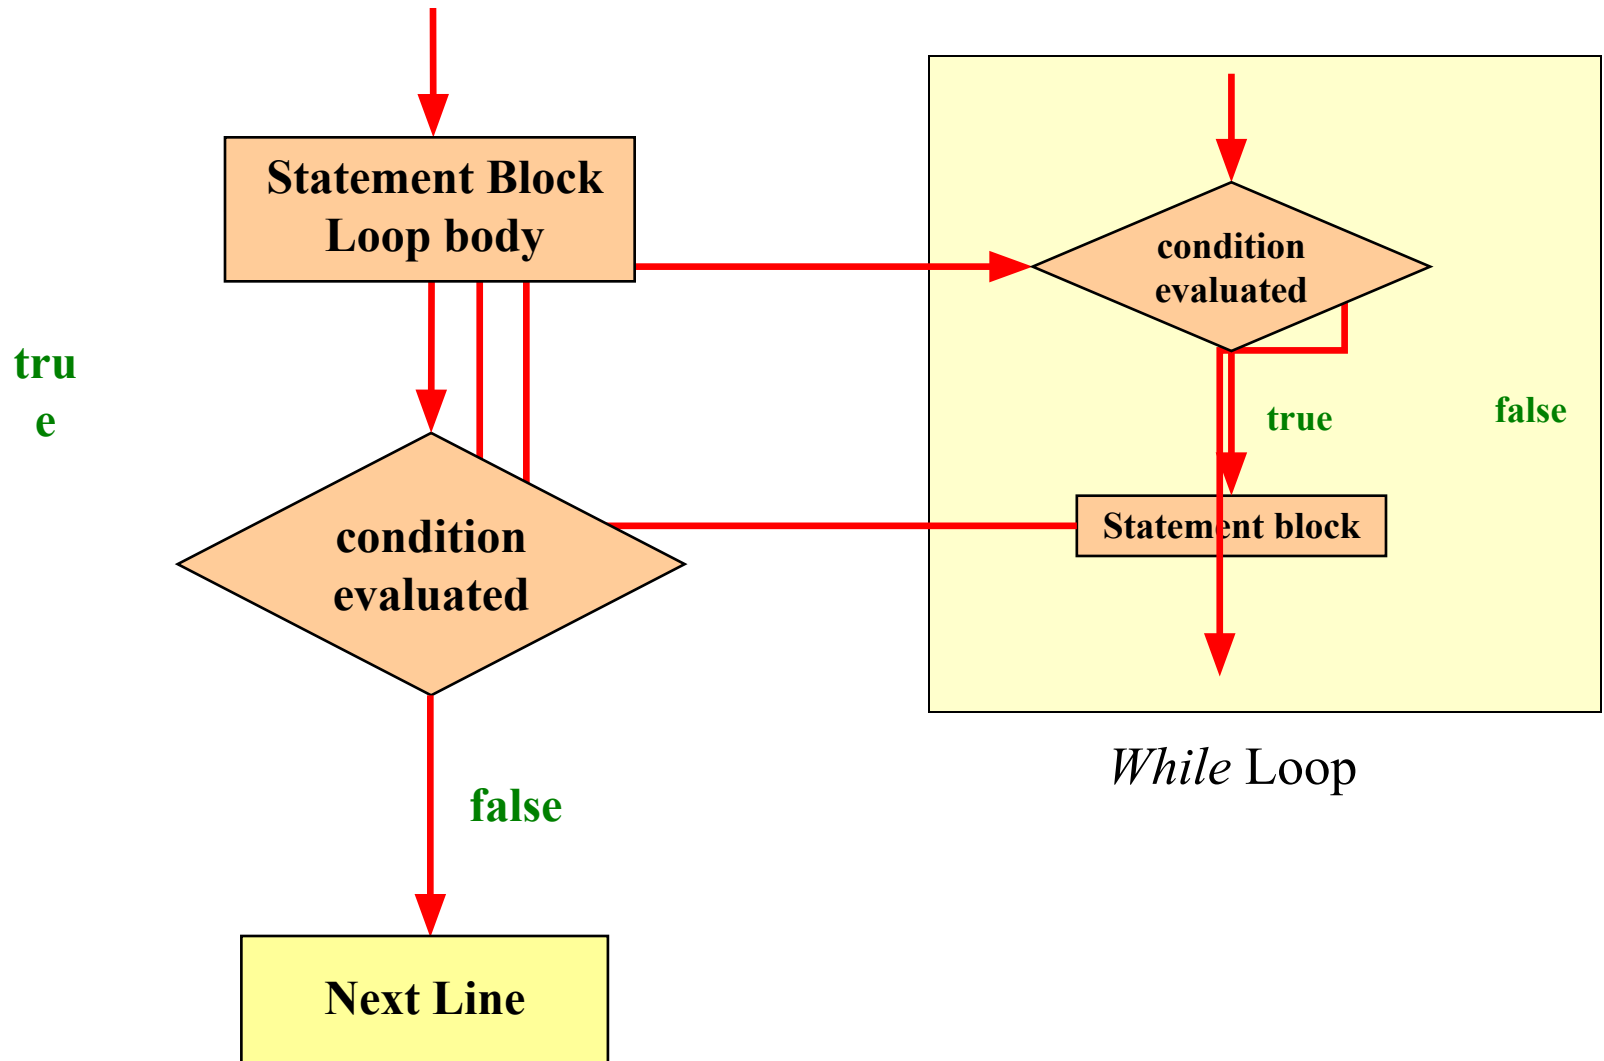 Statement Block
Loop body
tru
e
condition
evaluated
false
Next Line
condition
evaluated
true
false
Statement block
While Loop